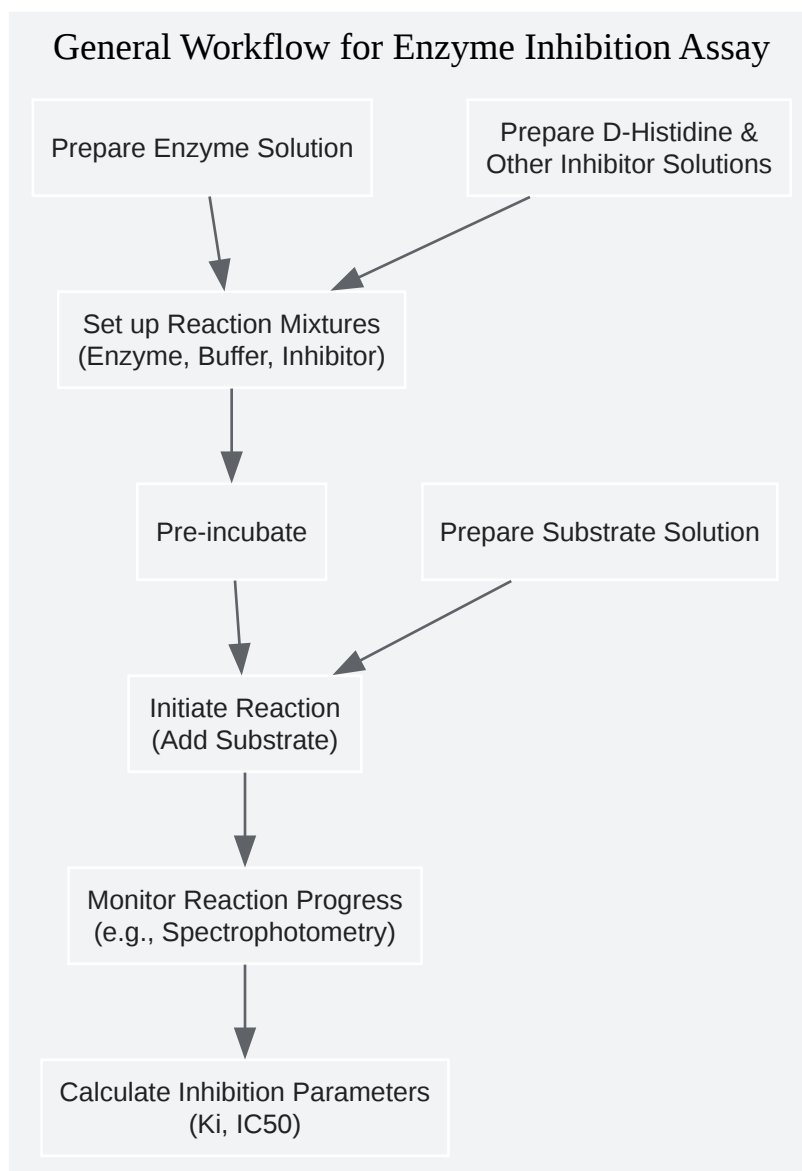 General Workflow for Enzyme Inhibition Assay
Prepare Enzyme Solution
Prepare D-Histidine &
Other Inhibitor Solutions
Set up Reaction Mixtures
(Enzyme, Buffer, Inhibitor)
Pre-incubate
Prepare Substrate Solution
Initiate Reaction
(Add Substrate)
Monitor Reaction Progress
(e.g., Spectrophotometry)
Calculate Inhibition Parameters
(Ki, IC50)